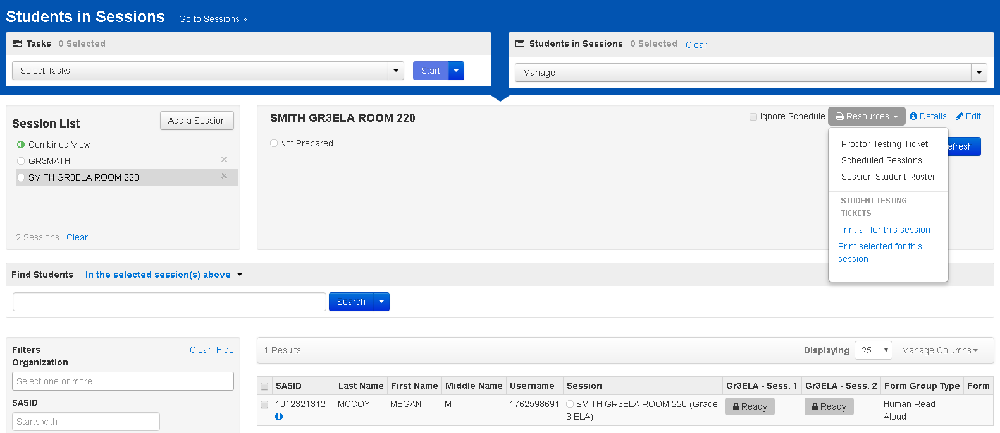 Students in Sessions Go to Sessions »
Tasks 0 Selected
Select Tasks Start
Students in Sessions 0 Selected Clear
Manage
Session List Add a Session
Combined View
GR3MATH ×
SMITH GR3ELA ROOM 220 ×
2 Sessions | Clear
SMITH GR3ELA ROOM 220 Ignore Schedule Resources Details Edit
Not Prepared
efresh
Proctor Testing Ticket
Scheduled Sessions
Session Student Roster
STUDENT TESTING
TICKETS
Print all for this session
Print selected for this
session
Find Students In the selected session(s) above
Search
Filters Clear Hide
Organization
Select one or more
SASID
Starts with
1 Results Displaying 25 Manage Columns
SASID Last Name First Name Middle Name Username Session Gr3ELA - Sess. 1 Gr3ELA - Sess. 2 Form Group Type Form
1012321312 MCCOY MEGAN M 1762598691 SMITH GR3ELA ROOM 220 (Grade Ready Ready Human Read
3 ELA) Aloud